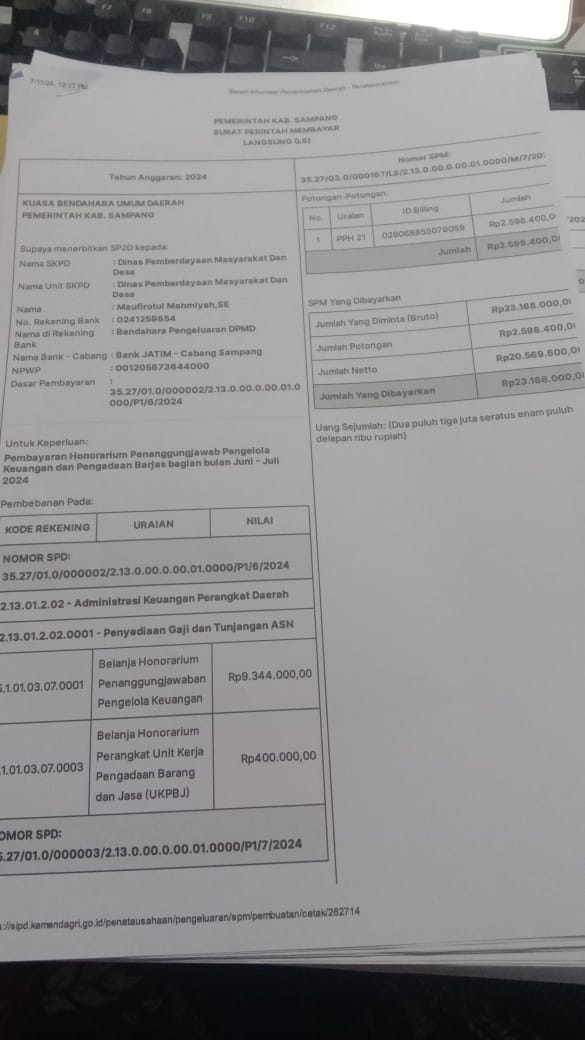 7/11/24, 12:17 PM
Sistem Informasi Pemerintahan Daerah - Penatausahaan
PEMERINTAH KAB. SAMPANG
SURAT PERINTAH MEMBAYAR
LANGSUNG (LS)
Tahun Anggaran: 2024
Nomor SPM:
35.27/03.0/000167/LS/2.13.0.00.0.00.01.0000/M/7/20
KUASA BENDAHARA UMUM DAERAH
PEMERINTAH KAB. SAMPANG
Supaya menerbitkan SP2D kepada:
Nama SKPD : Dinas Pemberdayaan Masyarakat Dan
Desa
Nama Unit SKPD : Dinas Pemberdayaan Masyarakat Dan
Desa
Nama : Maufirotul Mahmiyah,SE
No. Rekening Bank : 0241259854
Nama di Rekening : Bendahara Pengeluaran DPMD
Bank
Nama Bank - Cabang : Bank JATIM - Cabang Sampang
NPWP : 001205673644000
Dasar Pembayaran :
35.27/01.0/000002/2.13.0.00.0.00.01.0
000/P1/6/2024
Potongan-Potongan:
No. Uraian ID Billing Jumlah
1 PPH 21 029068855076059 Rp2.598.400,0
Jumlah Rp2.598.400,0
SPM Yang Dibayarkan
Jumlah Yang Diminta (Bruto) Rp23.168.000,0
Jumlah Potongan Rp2.598.400,0
Jumlah Netto Rp20.569.600,0
Jumlah Yang Dibayarkan Rp23.168.000,0
Uang Sejumlah: (Dua puluh tiga juta seratus enam puluh
delapan ribu rupiah)
Untuk Keperluan:
Pembayaran Honorarium Penanggungjawab Pengelola
Keuangan dan Pengadaan Barjas bagian bulan Juni - Juli
2024
Pembebanan Pada:
KODE REKENING URAIAN NILAI
NOMOR SPD:
35.27/01.0/000002/2.13.0.00.0.00.01.0000/P1/6/2024
2.13.01.2.02 - Administrasi Keuangan Perangkat Daerah
2.13.01.2.02.0001 - Penyediaan Gaji dan Tunjangan ASN
5.1.01.03.07.0001 Belanja Honorarium
Penanggungjawaban
Pengelola Keuangan Rp9.344.000,00
.1.01.03.07.0003 Belanja Honorarium
Perangkat Unit Kerja
Pengadaan Barang
dan Jasa (UKPBJ) Rp400.000,00
OMOR SPD:
5.27/01.0/000003/2.13.0.00.0.00.01.0000/P1/7/2024
://sipd.kemendagri.go.id/penatausahaan/pengeluaran/spm/pembuatan/cetak/262714
F7
F8
F9
F10
F12